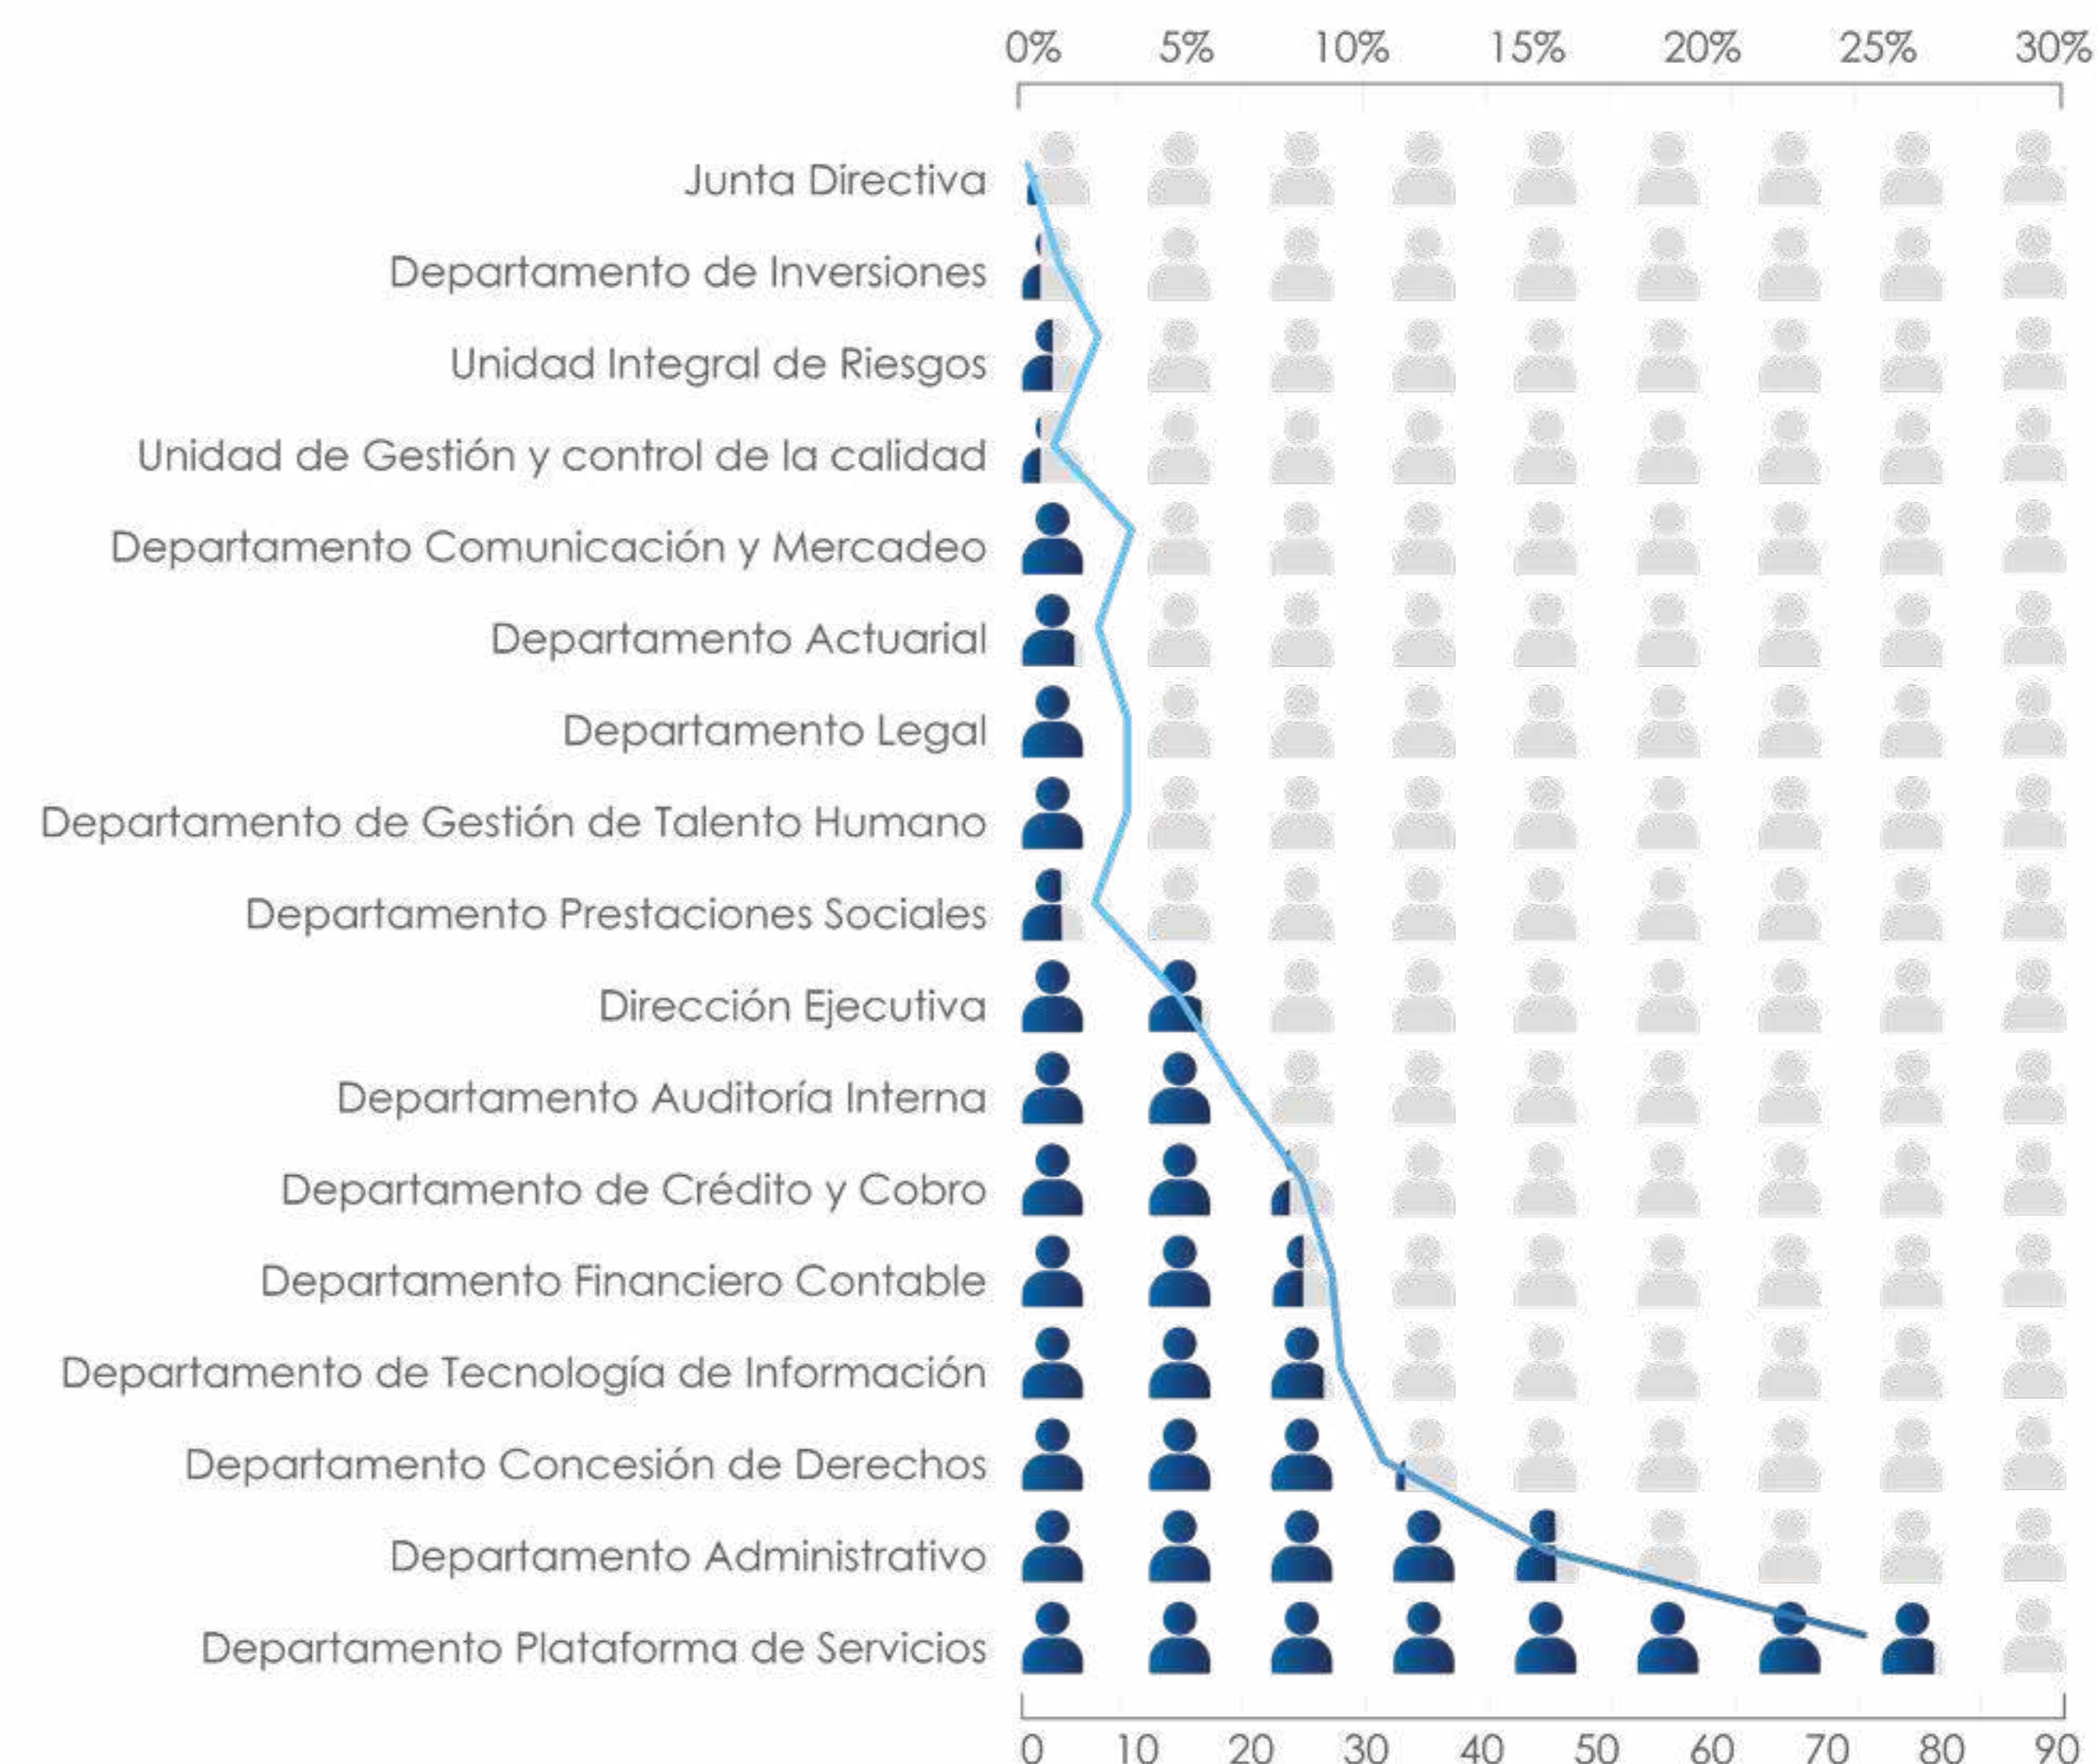 0% 5% 10% 15% 20% 25% 30%
Junta Directiva
Departamento de Inversiones
Unidad Integral de Riesgos
Unidad de Gestión y control de la calidad
Departamento Comunicación y Mercadeo
Departamento Actuarial
Departamento Legal
Departamento de Gestión de Talento Humano
Departamento Prestaciones Sociales
Dirección Ejecutiva
Departamento Auditoría Interna
Departamento de Crédito y Cobro
Departamento Financiero Contable
Departamento de Tecnología de Información
Departamento Concesión de Derechos
Departamento Administrativo
Departamento Plataforma de Servicios
0 10 20 30 40 50 60 70 80 90